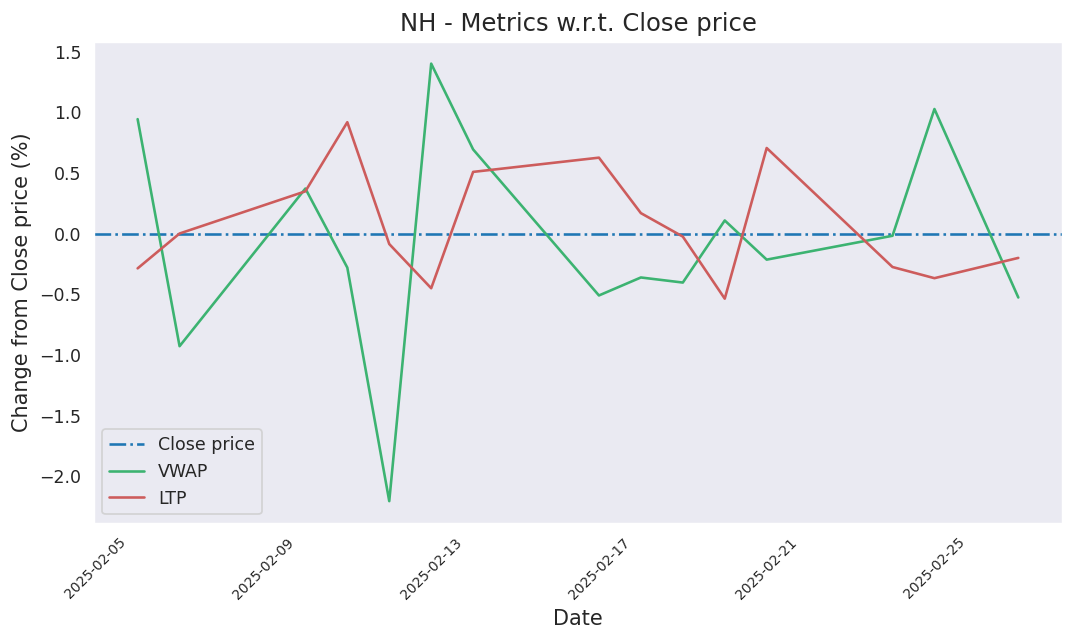 NH - Metrics w.r.t. Close price
Change from Close price (%)
1.5
1.0
0.5
0.0
−0.5
−1.0
−1.5
−2.0
Close price
VWAP
LTP
2025-02-05
2025-02-09
2025-02-13
2025-02-17
2025-02-21
2025-02-25
Date